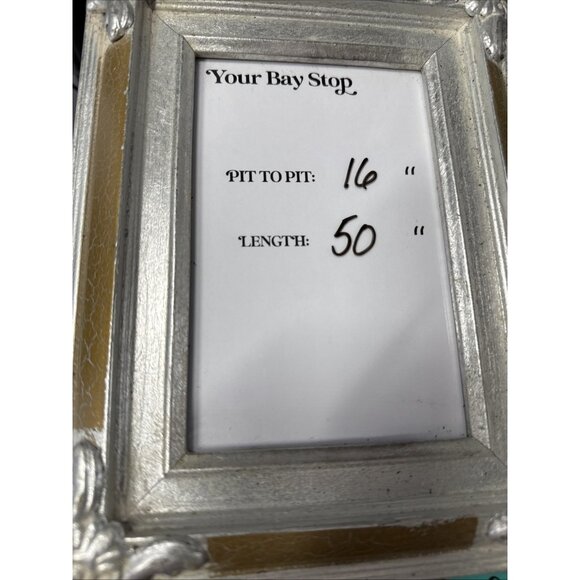 Your Bay Stop
PIT TO PIT: 16 "
LENGTH: 50 "